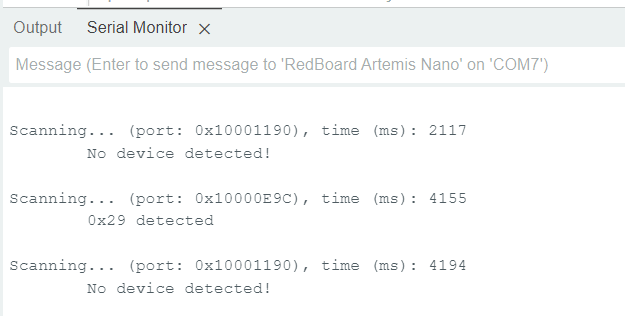 Output Serial Monitor ×
Message (Enter to send message to 'RedBoard Artemis Nano' on 'COM7')
Scanning... (port: 0x10001190), time (ms): 2117
No device detected!
Scanning... (port: 0x10000E9C), time (ms): 4155
0x29 detected
Scanning... (port: 0x10001190), time (ms): 4194
No device detected!